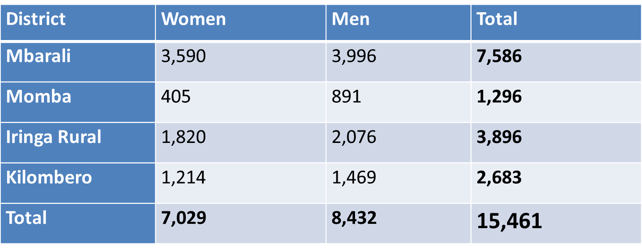 District Women Men Total
Mbarali 3,590 3,996 7,586
Momba 405 891 1,296
Iringa Rural 1,820 2,076 3,896
Kilombero 1,214 1,469 2,683
Total 7,029 8,432 15,461